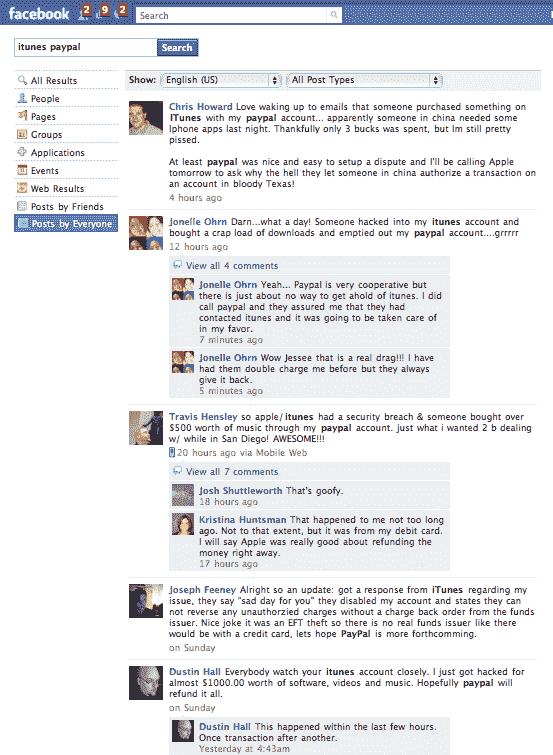 facebook 2 9 2 Search
itunes paypal Search
All Results
People
Pages
Groups
Applications
Events
Web Results
Posts by Friends
Posts by Everyone
Show: English (US) All Post Types
Chris Howard Love waking up to emails that someone purchased something on
ITunes with my paypal account... apparently someone in china needed some
Iphone apps last night. Thankfully only 3 bucks was spent, but Im still pretty
pissed.
At least paypal was nice and easy to setup a dispute and I'll be calling Apple
tomorrow to ask why the hell they let someone in china authorize a transaction on
an account in bloody Texas!
4 hours ago
Jonelle Ohrn Darn...what a day! Someone hacked into my itunes account and
bought a crap load of downloads and emptied out my paypal account....grrrrr
12 hours ago
View all 4 comments
Jonelle Ohrn Yeah... Paypal is very cooperative but
there is just about no way to get ahold of itunes. I did
call paypal and they assured me that they had
contacted itunes and it was going to be taken care of
in my favor.
7 minutes ago
Jonelle Ohrn Wow Jessee that is a real drag!!! I have
had them double charge me before but they always
give it back.
5 minutes ago
Travis Hensley so apple/itunes had a security breach & someone bought over
$500 worth of music through my paypal account. just what i wanted 2 b dealing
w/ while in San Diego! AWESOME!!!
20 hours ago via Mobile Web
View all 7 comments
Josh Shuttleworth That's goofy.
18 hours ago
Kristina Huntsman That happened to me not too long
ago. Not to that extent, but it was from my debit card.
I will say Apple was really good about refunding the
money right away.
17 hours ago
Joseph Feeney Alright so an update: got a response from iTunes regarding my
issue, they say "sad day for you" they disabled my account and states they can
not reverse any unauthorzied charges without a charge back order from the funds
issuer. Nice joke it was an EFT theft so there is no real funds issuer like there
would be with a credit card, lets hope PayPal is more forthcomming.
on Sunday
Dustin Hall Everybody watch your itunes account closely. I just got hacked for
almost $1000.00 worth of software, videos and music. Hopefully paypal will
refund it all.
on Sunday
Dustin Hall This happened within the last few hours.
Once transaction after another.
Yesterday at 4:43am